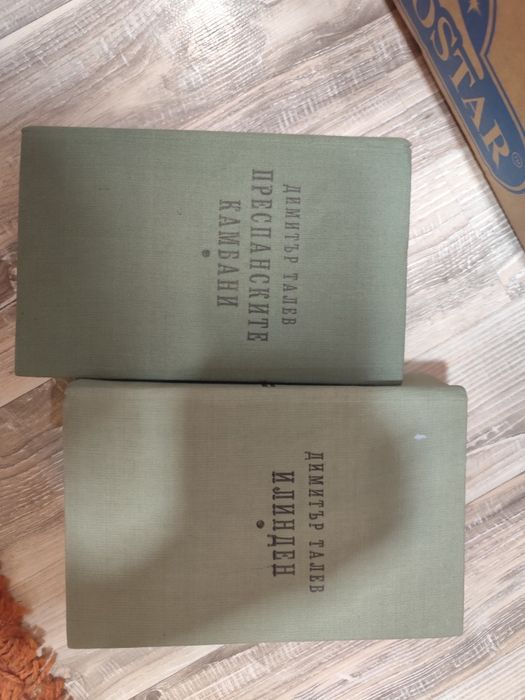 ДИМИТЪР ТАЛЕВ
ПРЕСПАНСКИТЕ
КАМБАНИ
ДИМИТЪР ТАЛЕВ
ИЛИНДЕН
OSTAR®